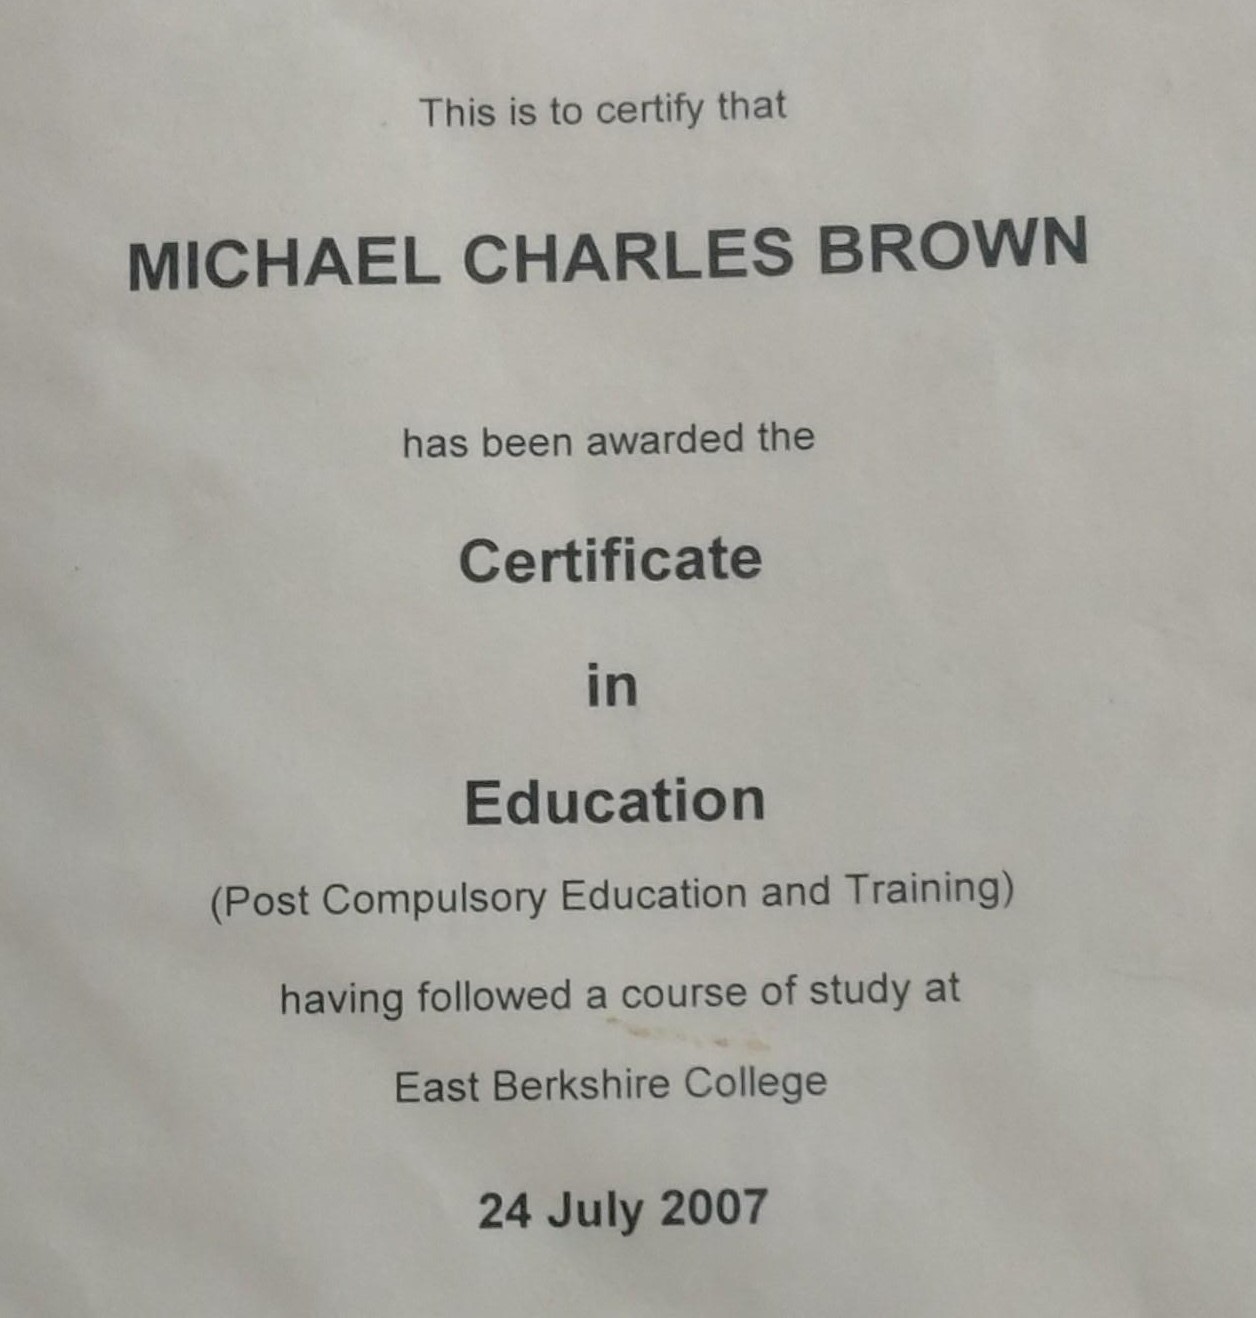 This is to certify that
MICHAEL CHARLES BROWN
has been awarded the
Certificate
in
Education
(Post Compulsory Education and Training)
having followed a course of study at
East Berkshire College
24 July 2007